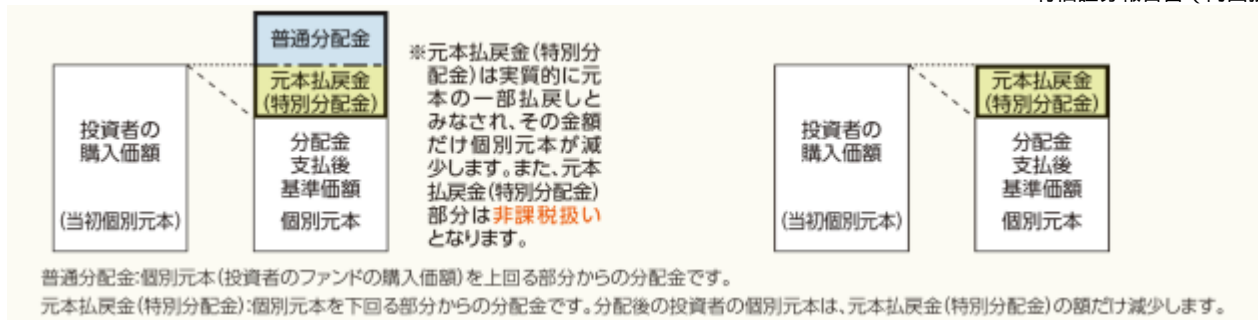 普通分配金
元本払戻金
(特別分配金)
投資者の
購入価額
(当初個別元本)
分配金
支払後
基準価額
個別元本
※元本払戻金(特別分
配金)は実質的に元
本の一部払戻しと
みなされ、その金額
だけ個別元本が減
少します。また、元本
払戻金(特別分配金)
部分は非課税扱い
となります。
投資者の
購入価額
(当初個別元本)
元本払戻金
(特別分配金)
分配金
支払後
基準価額
個別元本
普通分配金:個別元本(投資者のファンドの購入価額)を上回る部分からの分配金です。
元本払戻金(特別分配金):個別元本を下回る部分からの分配金です。分配後の投資者の個別元本は、元本払戻金(特別分配金)の額だけ減少します。